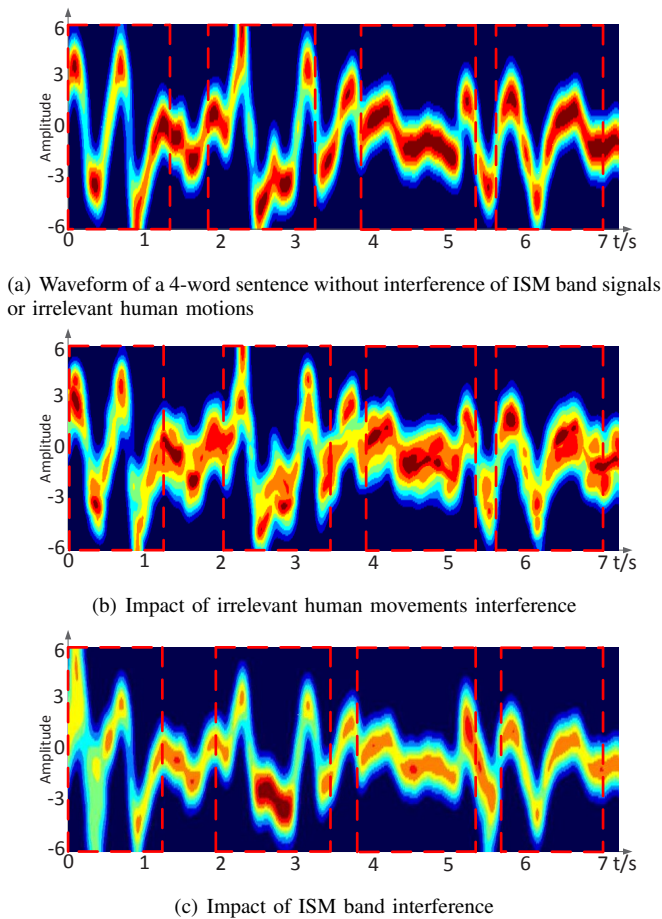 6
3
0
-3
-6
Amplitude
0 1 2 3 4 5 6 7 t/s
(a) Waveform of a 4-word sentence without interference of ISM band signals
or irrelevant human motions
6
3
0
-3
-6
Amplitude
0 1 2 3 4 5 6 7 t/s
(b) Impact of irrelevant human movements interference
6
3
0
-3
-6
Amplitude
0 1 2 3 4 5 6 7 t/s
(c) Impact of ISM band interference